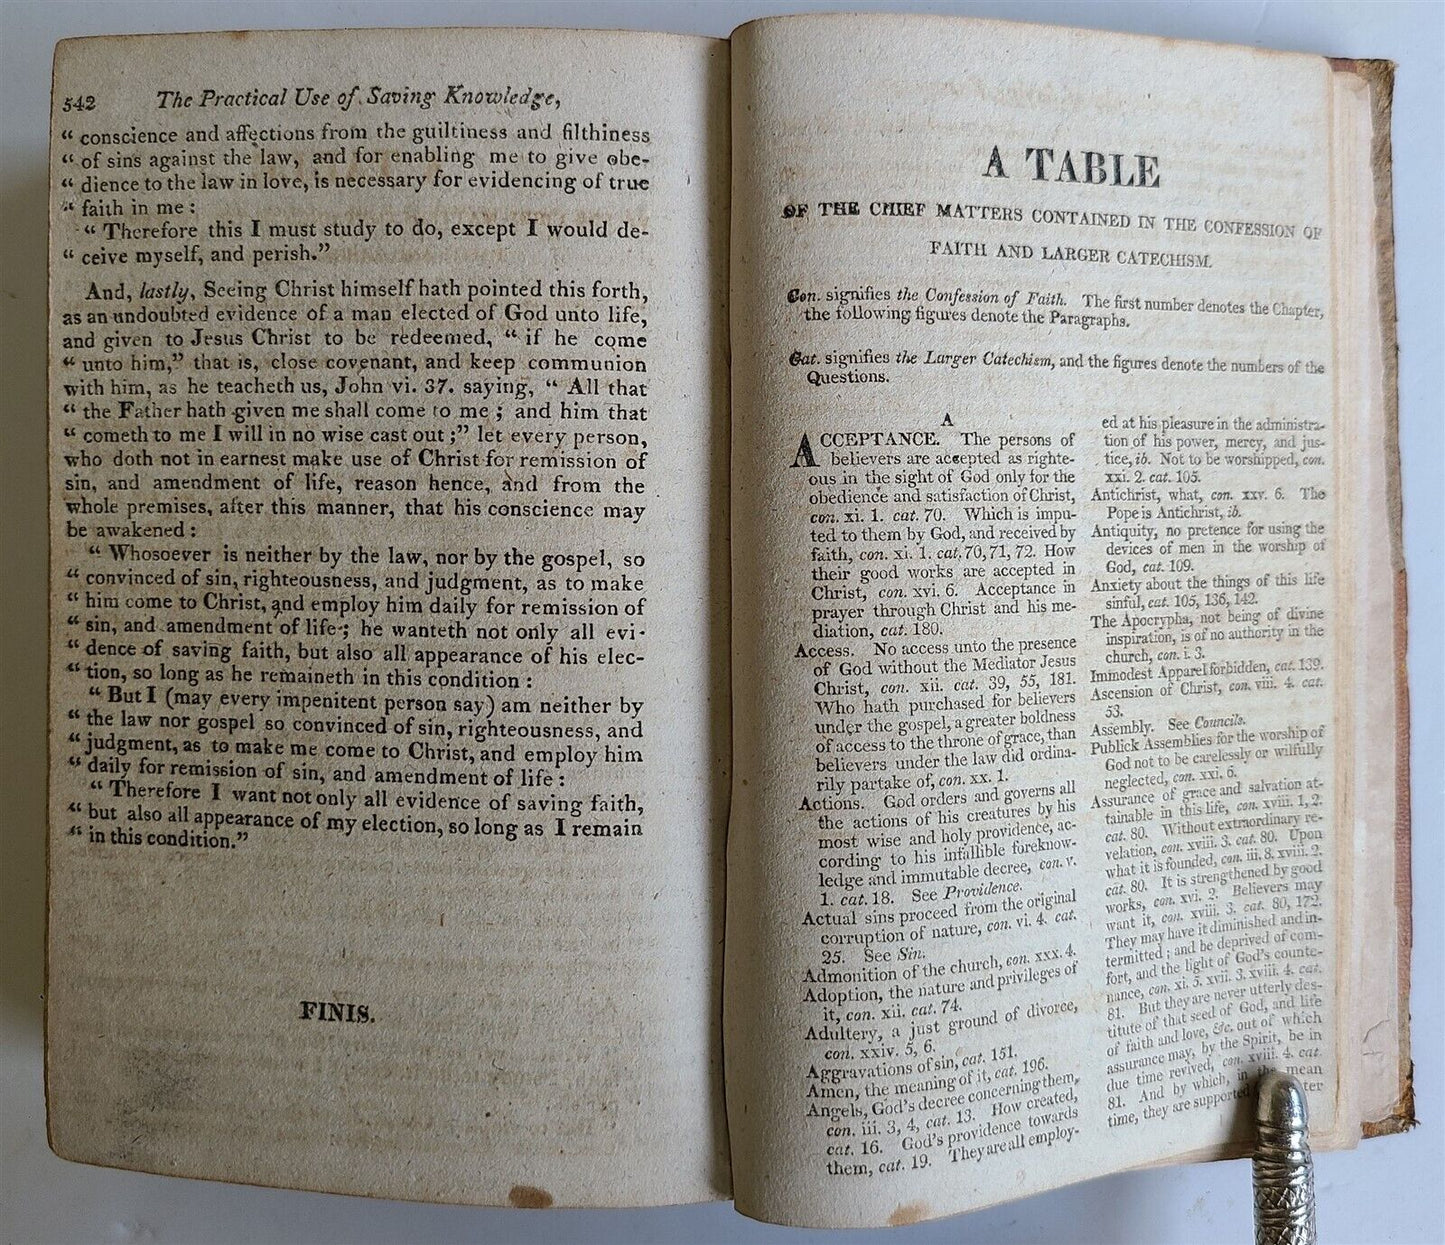 542 The Practical Use of Saving Knowledge,
“ conscience and affections from the guiltiness and filthiness
“ of sins against the law, and for enabling me to give obe-
“ dience to the law in love, is necessary for evidencing of true
“ faith in me :
“ Therefore this I must study to do, except I would de-
“ ceive myself, and perish.”
And, lastly, Seeing Christ himself hath pointed this forth,
as an undoubted evidence of a man elected of God unto life,
and given to Jesus Christ to be redeemed, “ if he come
“ unto him,” that is, close covenant, and keep communion
with him, as he teacheth us, John vi. 37. saying, “ All that
“ the Father hath given me shall come to me ; and him that
“ cometh to me I will in no wise cast out ;” let every person,
who doth not in earnest make use of Christ for remission of
sin, and amendment of life, reason hence, and from the
whole premises, after this manner, that his conscience may
be awakened :
“ Whosoever is neither by the law, nor by the gospel, so
“ convinced of sin, righteousness, and judgment, as to make
“ him come to Christ, and employ him daily for remission of
“ sin, and amendment of life ; he wanteth not only all evi-
“ dence of saving faith, but also all appearance of his elec-
“ tion, so long as he remaineth in this condition :
“ But I (may every impenitent person say) am neither by
“ the law nor gospel so convinced of sin, righteousness, and
“ judgment, as to make me come to Christ, and employ him
“ daily for remission of sin, and amendment of life :
“ Therefore I want not only all evidence of saving faith,
“ but also all appearance of my election, so long as I remain
“ in this condition.”
FINIS.
A TABLE
OF THE CHIEF MATTERS CONTAINED IN THE CONFESSION OF
FAITH AND LARGER CATECHISM.
Con. signifies the Confession of Faith. The first number denotes the Chapter,
the following figures denote the Paragraphs.
Cat. signifies the Larger Catechism, and the figures denote the numbers of the
Questions.
A
ACCEPTANCE. The persons of
believers are accepted as righte-
ous in the sight of God only for the
obedience and satisfaction of Christ,
con. xi. 1. cat. 70. Which is impu-
ted to them by God, and received by
faith, con. xi. 1. cat. 70, 71, 72. How
their good works are accepted in
Christ, con. xvi. 6. Acceptance in
prayer through Christ and his me-
diation, cat. 180.
Access. No access unto the presence
of God without the Mediator Jesus
Christ, con. xii. cat. 39, 55, 181.
Who hath purchased for believers
under the gospel, a greater boldness
of access to the throne of grace, than
believers under the law did ordina-
rily partake of, con. xx. 1.
Actions. God orders and governs all
the actions of his creatures by his
most wise and holy providence, ac-
cording to his infallible foreknow-
ledge and immutable decree, con. v.
1. cat. 18. See Providence.
Actual sins proceed from the original
corruption of nature, con. vi. 4. cat.
25. See Sin.
Admonition of the church, con. xxx. 4.
Adoption, the nature and privileges of
it, con. xii. cat. 74.
Adultery, a just ground of divorce,
con. xxiv. 5, 6.
Aggravations of sin, cat. 151.
Amen, the meaning of it, cat. 196.
Angels, God's decree concerning them,
con. iii. 3, 4, cat. 13. How created,
cat. 16. God's providence towards
them, cat. 19. They are all employ-
ed at his pleasure in the administra-
tion of his power, mercy, and jus-
tice, ib. Not to be worshipped, con.
xxi. 2. cat. 105.
Antichrist, what, con. xxv. 6. The
Pope is Antichrist, ib.
Antiquity, no pretence for using the
devices of men in the worship of
God, cat. 109.
Anxiety about the things of this life
sinful, cat. 105, 136, 142.
The Apocrypha, not being of divine
inspiration, is of no authority in the
church, con. i. 3.
Immodest Apparel forbidden, cat. 139.
Ascension of Christ, con. viii. 4. cat.
53.
Assembly. See Councils.
Publick Assemblies for the worship of
God not to be carelessly or wilfully
neglected, con. xxi. 6.
Assurance of grace and salvation at-
tainable in this life, con. xviii. 1, 2.
cat. 80. Without extraordinary re-
velation, con. xviii. 3. cat. 80. Upon
what it is founded, con. iii. 8. xviii. 2.
cat. 80. It is strengthened by good
works, con. xvi. 2. Believers may
want it, con. xviii. 3. cat. 80, 172.
They may have it diminished and in-
termitted ; and be deprived of com-
fort, and the light of God's counte-
nance, con. xi. 5. xvii. 3. xviii. 4. cat.
81. But they are never utterly des-
titute of that seed of God, and life
of faith and love, &c. out of which
assurance may, by the Spirit, be in
due time revived, con. xviii. 4. cat.
81. And by which, in the mean
time, they are supported